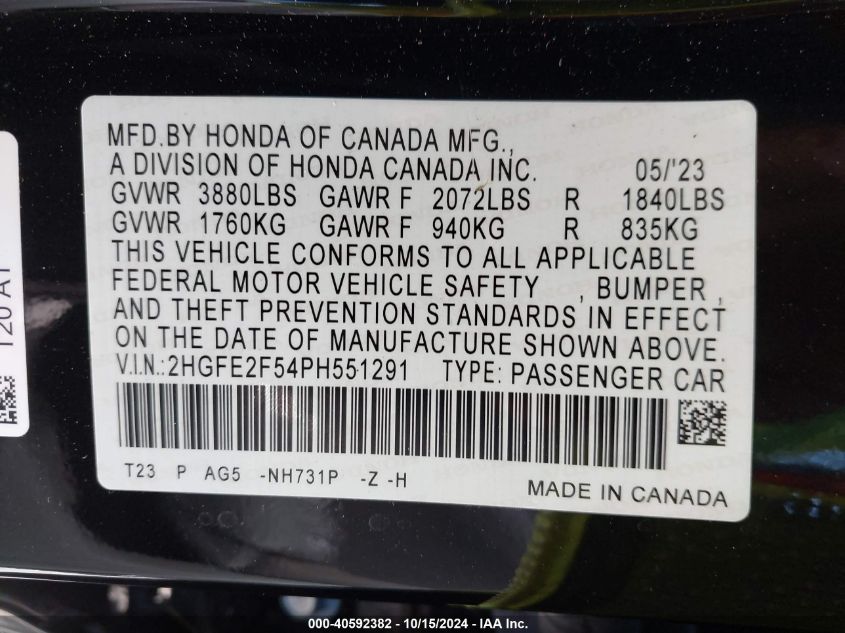 MFD.BY HONDA OF CANADA MFG.,
A DIVISION OF HONDA CANADA INC. 05/'23
GVWR 3880LBS GAWR F 2072LBS R 1840LBS
GVWR 1760KG GAWR F 940KG R 835KG
THIS VEHICLE CONFORMS TO ALL APPLICABLE
FEDERAL MOTOR VEHICLE SAFETY , BUMPER ,
AND THEFT PREVENTION STANDARDS IN EFFECT
ON THE DATE OF MANUFACTURE SHOWN ABOVE.
V.I.N.:2HGFE2F54PH551291 TYPE: PASSENGER CAR
T23 P AG5 -NH731P -Z -H
MADE IN CANADA
120 A1
000-40592382 - 10/15/2024 - IAA Inc.